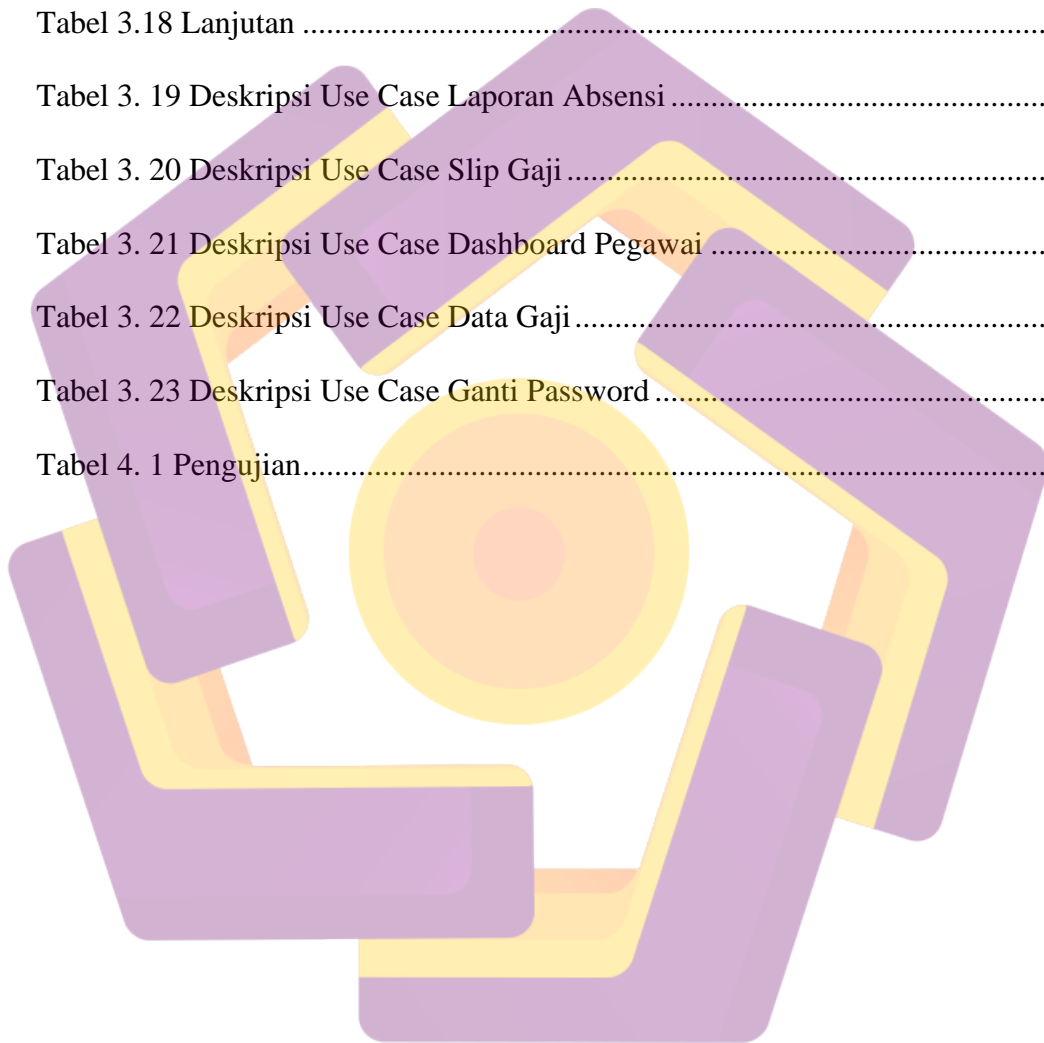 Tabel 3.18 Lanjutan ..............................................................................................
Tabel 3. 19 Deskripsi Use Case Laporan Absensi ...............................................
Tabel 3. 20 Deskripsi Use Case Slip Gaji ............................................................
Tabel 3. 21 Deskripsi Use Case Dashboard Pegawai ..........................................
Tabel 3. 22 Deskripsi Use Case Data Gaji ...........................................................
Tabel 3. 23 Deskripsi Use Case Ganti Password .................................................
Tabel 4. 1 Pengujian..............................................................................................